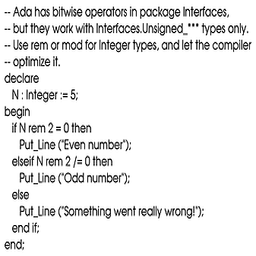 -- Ada has bitwise operators in package Interfaces,
-- but they work with Interfaces.Unsigned_*** types only.
-- Use rem or mod for Integer types, and let the compiler
-- optimize it.
declare
N : Integer := 5;
begin
if N rem 2 = 0 then
Put_Line ("Even number");
elseif N rem 2 /= 0 then
Put_Line ("Odd number");
else
Put_Line ("Something went really wrong!");
end if;
end;